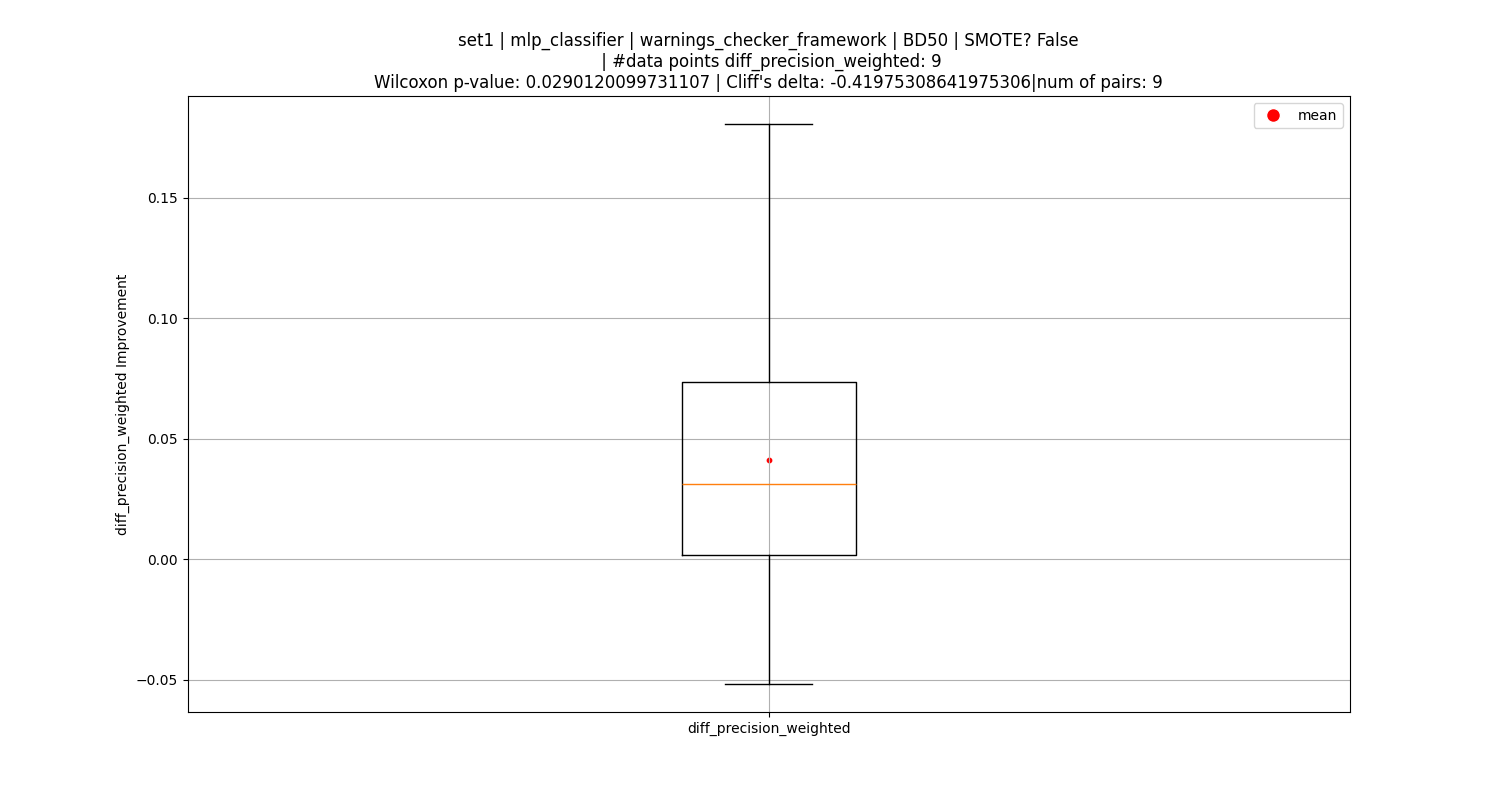 set1 | mlp_classifier | warnings_checker_framework | BD50 | SMOTE? False
| #data points diff_precision_weighted: 9
Wilcoxon p-value: 0.0290120099731107 | Cliff's delta: -0.41975308641975306|num of pairs: 9
mean
0.15
0.10
0.05
0.00
−0.05
diff_precision_weighted Improvement
diff_precision_weighted